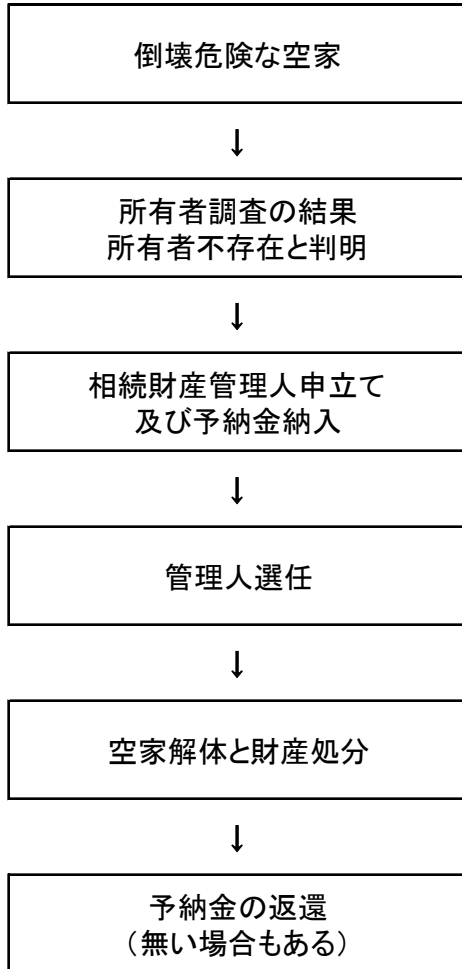 倒壊危険な空家
↓
所有者調査の結果
所有者不存在と判明
↓
相続財産管理人申立て
及び予納金納入
↓
管理人選任
↓
空家解体と財産処分
↓
予納金の返還
（無い場合もある）